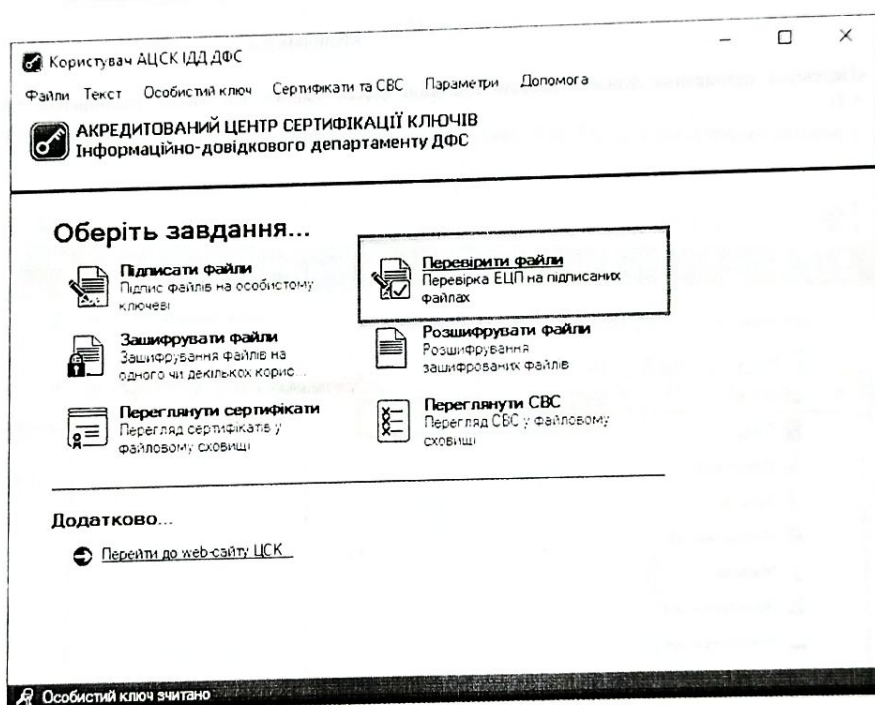 Користувач АЦСК ІДД ДФС
Файли Текст Особистий ключ Сертифікати та СВС Параметри Допомога
АКРЕДИТОВАНИЙ ЦЕНТР СЕРТИФІКАЦІЇ КЛЮЧІВ
Інформаційно-довідкового департаменту ДФС
Оберіть завдання...
Підписати файли
Підпис файлів на особистому
ключеві
Перевірити файли
Перевірка ЕЦП на підписаних
файлах
Зашифрувати файли
Зашифрування файлів на
одного чи декількох корис...
Розшифрувати файли
Розшифрування
зашифрованих файлів
Переглянути сертифікати
Перегляд сертифікатів у
файловому сховищі
Переглянути СВС
Перегляд СВС у файловому
сховищі
Додатково...
Перейти до web-сайту ЦСК
Особистий ключ зчитано